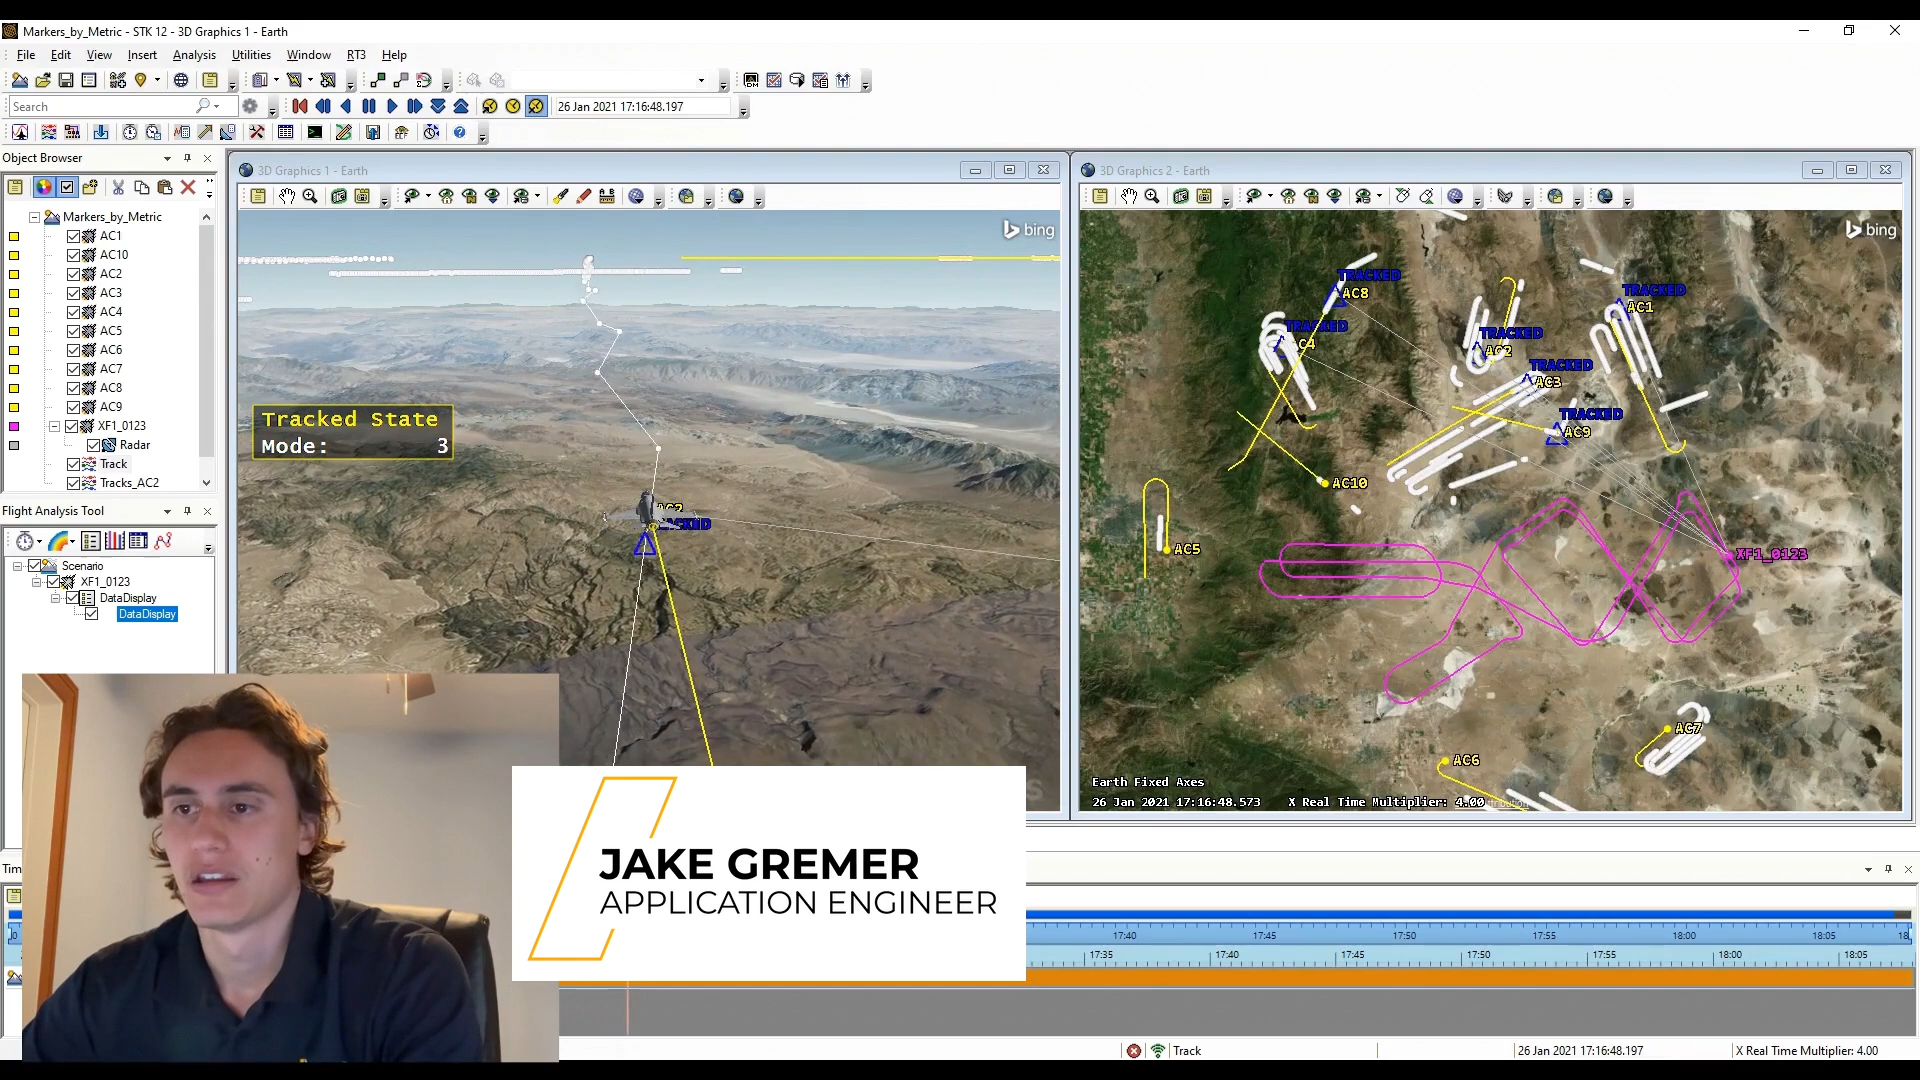 Markers_by_Metric - STK 12 - 3D Graphics 1 - Earth
File Edit View Insert Analysis Utilities Window RT3 Help
Search
26 Jan 2021 17:16:48.197
Object Browser
Markers_by_Metric
AC1
AC10
AC2
AC3
AC4
AC5
AC6
AC7
AC8
AC9
XF1_0123
Radar
Track
Tracks_AC2
Flight Analysis Tool
Scenario
XF1_0123
DataDisplay
DataDisplay
3D Graphics 1 - Earth
bing
Tracked State
Mode: 3
3D Graphics 2 - Earth
bing
TRACKED
AC8
TRACKED
AC1
TRACKED
TRACKED
AC2
TRACKED
AC3
TRACKED
AC9
AC10
AC5
XF1_0123
AC7
AC6
Earth Fixed Axes
26 Jan 2021 17:16:48.573 X Real Time Multiplier: 4.00
JAKE GREMER
APPLICATION ENGINEER
17:40 17:45 17:50 17:55 18:00 18:05
17:35 17:40 17:45 17:50 17:55 18:00 18:05
Track
26 Jan 2021 17:16:48.197
X Real Time Multiplier: 4.00